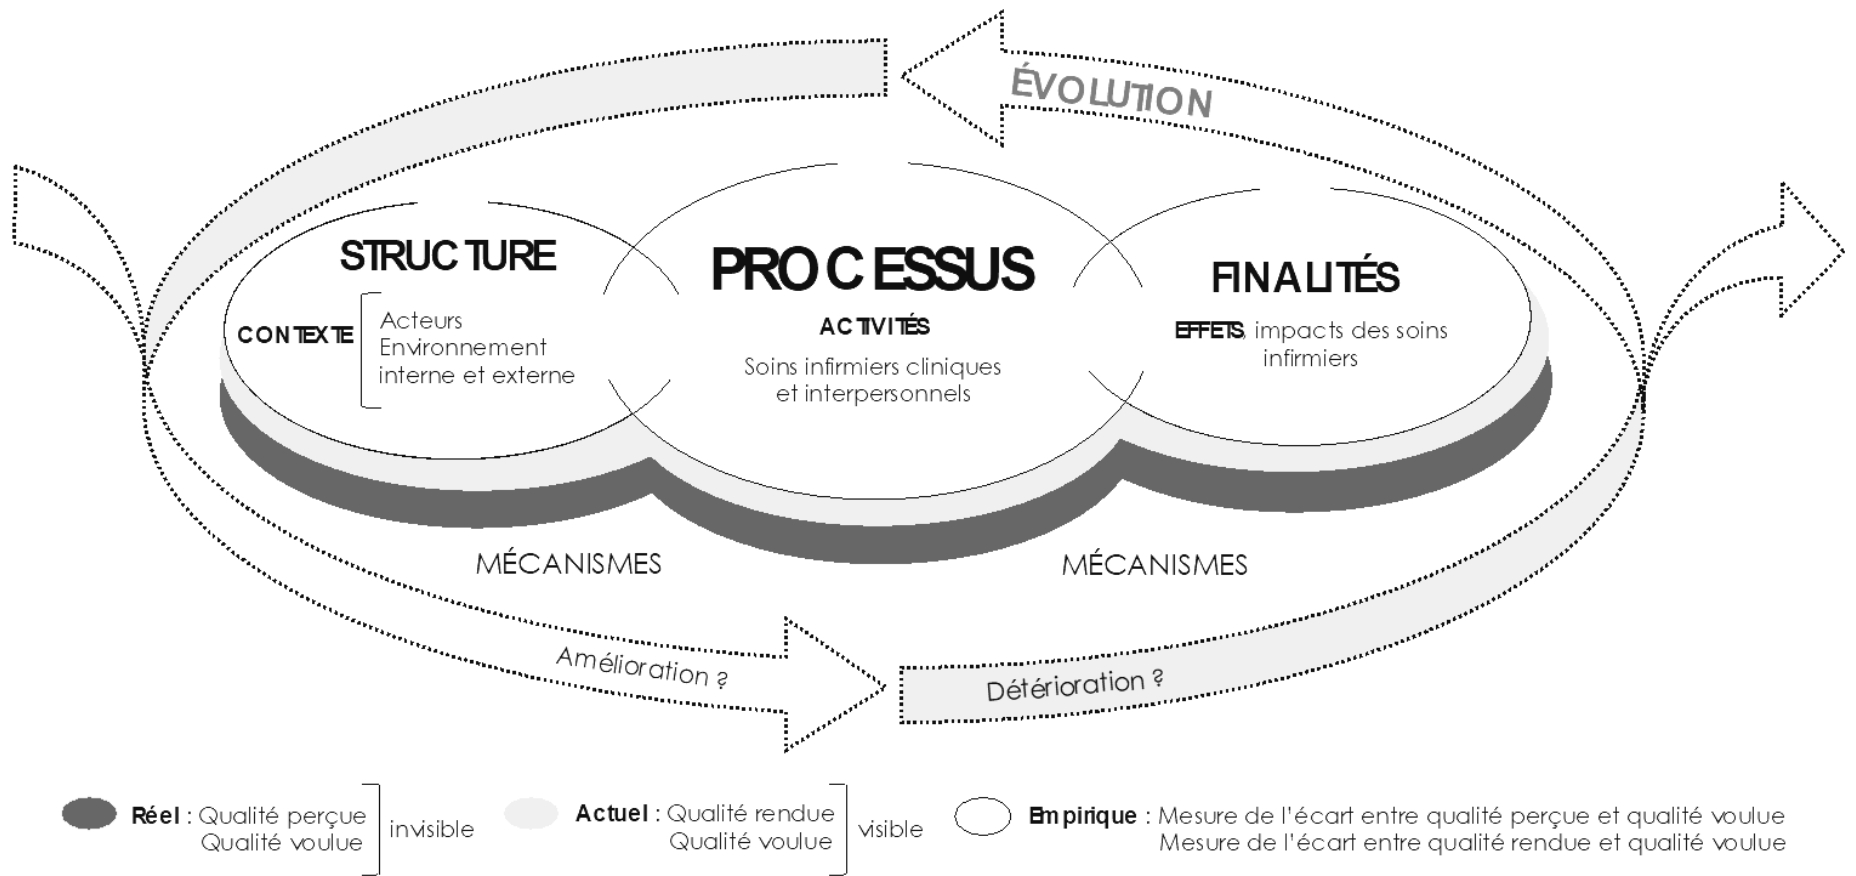 ÉVOLUTION
STRUCTURE
CONTEXTE
Acteurs
Environnement
interne et externe
PROCESSUS
ACTIVITÉS
Soins infirmiers cliniques
et interpersonnels
FINALITÉS
EFFETS, impacts des soins
infirmiers
MÉCANISMES
MÉCANISMES
Amélioration ?
Détérioration ?
Réel : Qualité perçue
Qualité voulue
invisible
Actuel : Qualité rendue
Qualité voulue
visible
Empirique : Mesure de l'écart entre qualité perçue et qualité voulue
Mesure de l'écart entre qualité rendue et qualité voulue